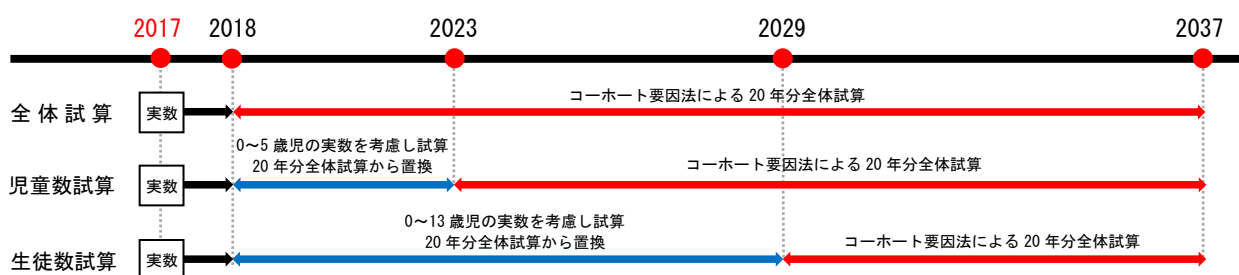 2017 2018 2023 2029 2037
コーホート要因法による 20 年分全体試算
全体試算 実数
0～5 歳児の実数を考慮し試算
20 年分全体試算から置換
コーホート要因法による 20 年分全体試算
児童数試算 実数
0～13 歳児の実数を考慮し試算
20 年分全体試算から置換
コーホート要因法による 20 年分全体試算
生徒数試算 実数